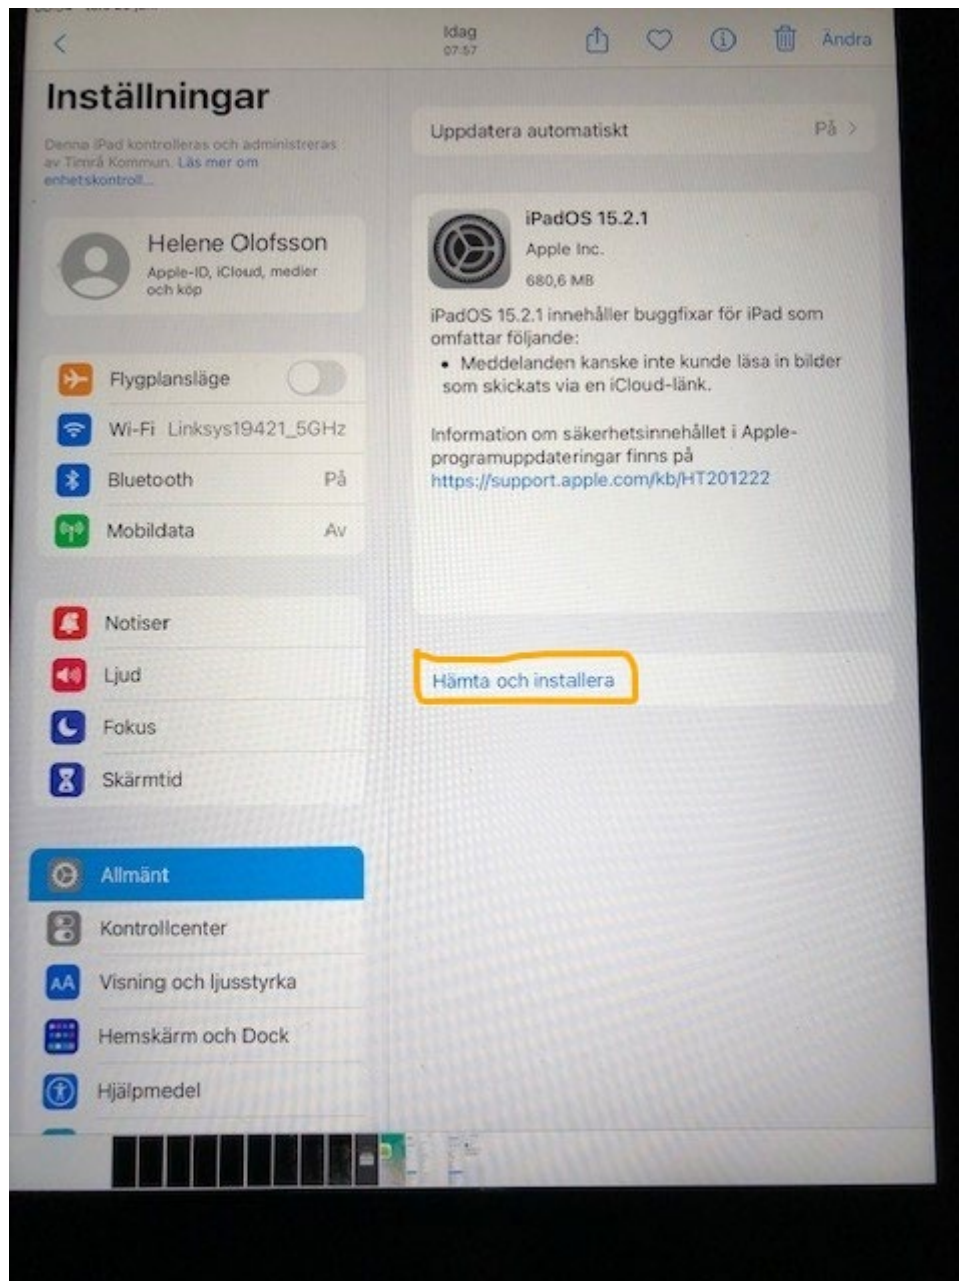 Idag
07:57
Ändra
Inställningar
Denna iPad kontrolleras och administreras
av Timrå Kommun. Läs mer om
enhetskontroll...
Helene Olofsson
Apple-ID, iCloud, medier
och köp
Flygplansläge
Wi-Fi Linksys19421_5GHz
Bluetooth På
Mobildata Av
Notiser
Ljud
Fokus
Skärmtid
Allmänt
Kontrollcenter
AA Visning och ljusstyrka
Hemskärm och Dock
Hjälpmedel
Uppdatera automatiskt På >
iPadOS 15.2.1
Apple Inc.
680,6 MB
iPadOS 15.2.1 innehåller buggfixar för iPad som
omfattar följande:
• Meddelanden kanske inte kunde läsa in bilder
som skickats via en iCloud-länk.
Information om säkerhetsinnehållet i Apple-
programuppdateringar finns på
https://support.apple.com/kb/HT201222
Hämta och installera